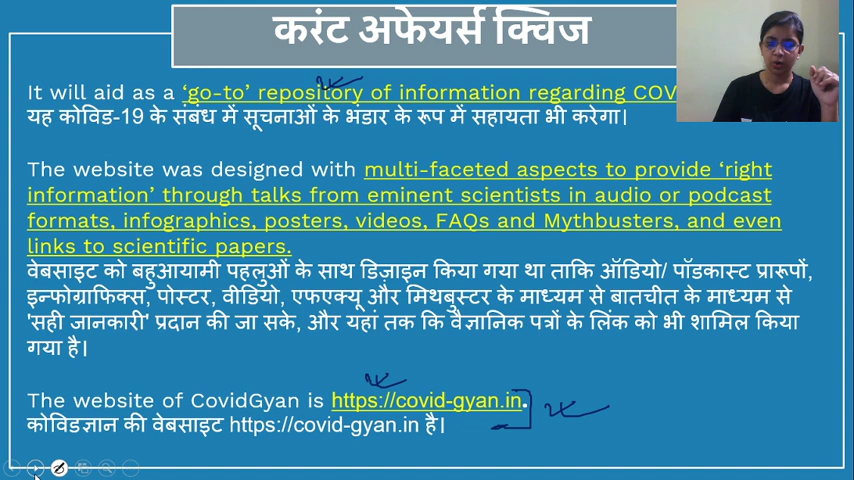 करंट अफेयर्स क्विज
It will aid as a ‘go-to’ repository of information regarding COV
यह कोविड-19 के संबंध में सूचनाओं के भंडार के रूप में सहायता भी करेगा।
The website was designed with multi-faceted aspects to provide ‘right
information’ through talks from eminent scientists in audio or podcast
formats, infographics, posters, videos, FAQs and Mythbusters, and even
links to scientific papers.
वेबसाइट को बहुआयामी पहलुओं के साथ डिज़ाइन किया गया था ताकि ऑडियो/ पॉडकास्ट प्रारूपों,
इन्फोग्राफिक्स, पोस्टर, वीडियो, एफएक्यू और मिथबुस्टर के माध्यम से बातचीत के माध्यम से
'सही जानकारी' प्रदान की जा सके, और यहां तक कि वैज्ञानिक पत्रों के लिंक को भी शामिल किया
गया है।
The website of CovidGyan is https://covid-gyan.in.
कोविडज्ञान की वेबसाइट https://covid-gyan.in है।